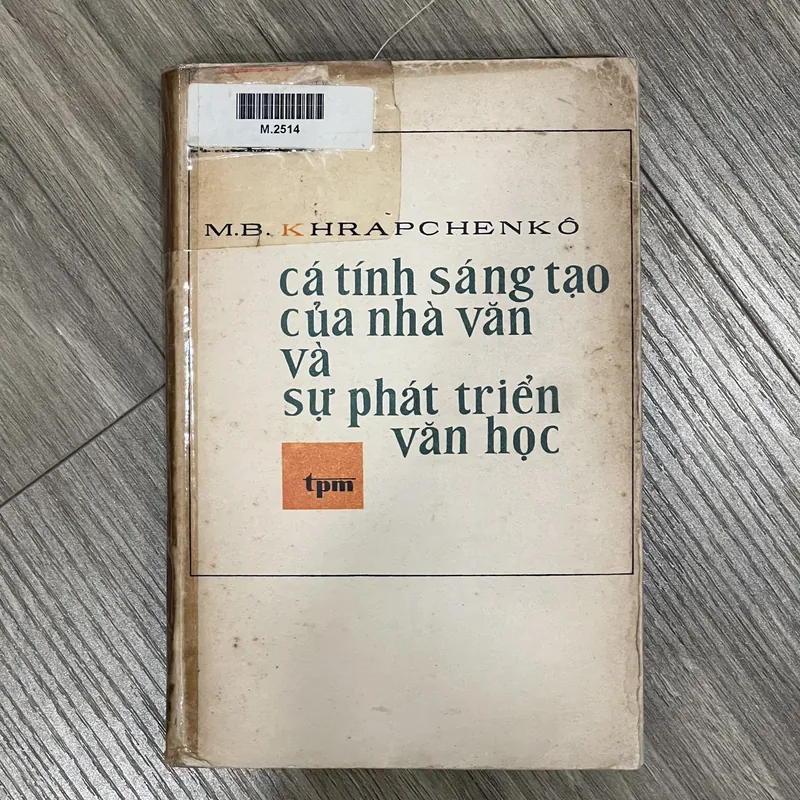 M.2514
M.B. KHRAPCHENKÔ
cá tính sáng tạo
của nhà văn
và
sự phát triển
văn học
tpm